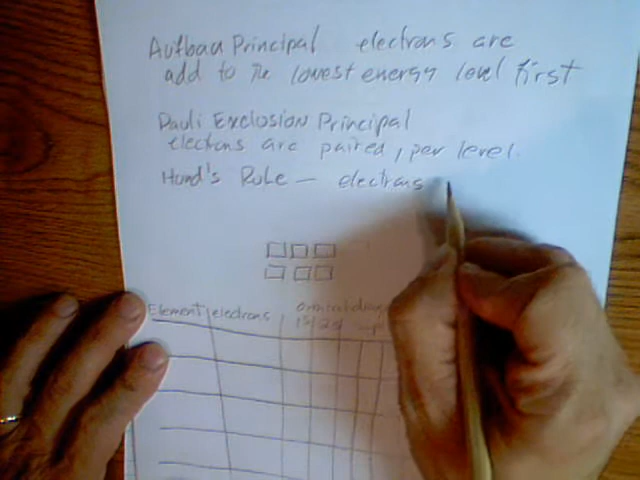 Aufbau Principal electrons are
add to the lowest energy level first
Pauli Exclusion Principal
electrons are paired, per level.
Hund's Rule — electrons
Element electrons
1s 2s